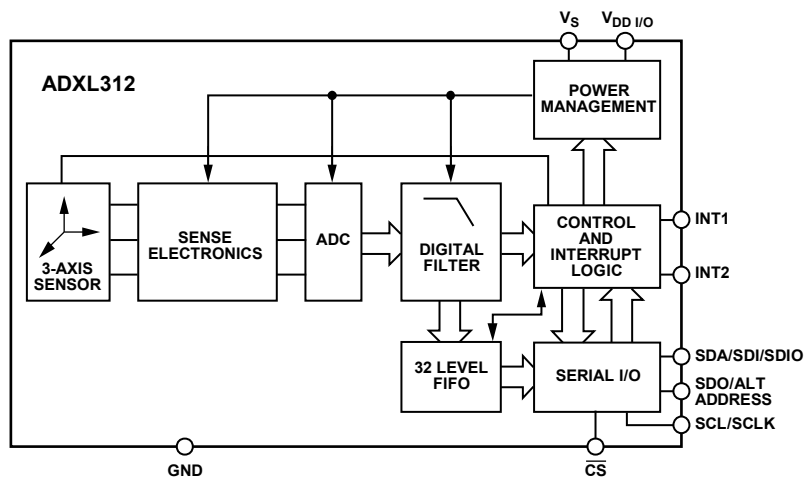 V_S
V_DD I/O
ADXL312
POWER
MANAGEMENT
3-AXIS
SENSOR
SENSE
ELECTRONICS
ADC
DIGITAL
FILTER
CONTROL
AND
INTERRUPT
LOGIC
INT1
INT2
32 LEVEL
FIFO
SERIAL I/O
SDA/SDI/SDIO
SDO/ALT
ADDRESS
SCL/SCLK
GND
C̅S̅